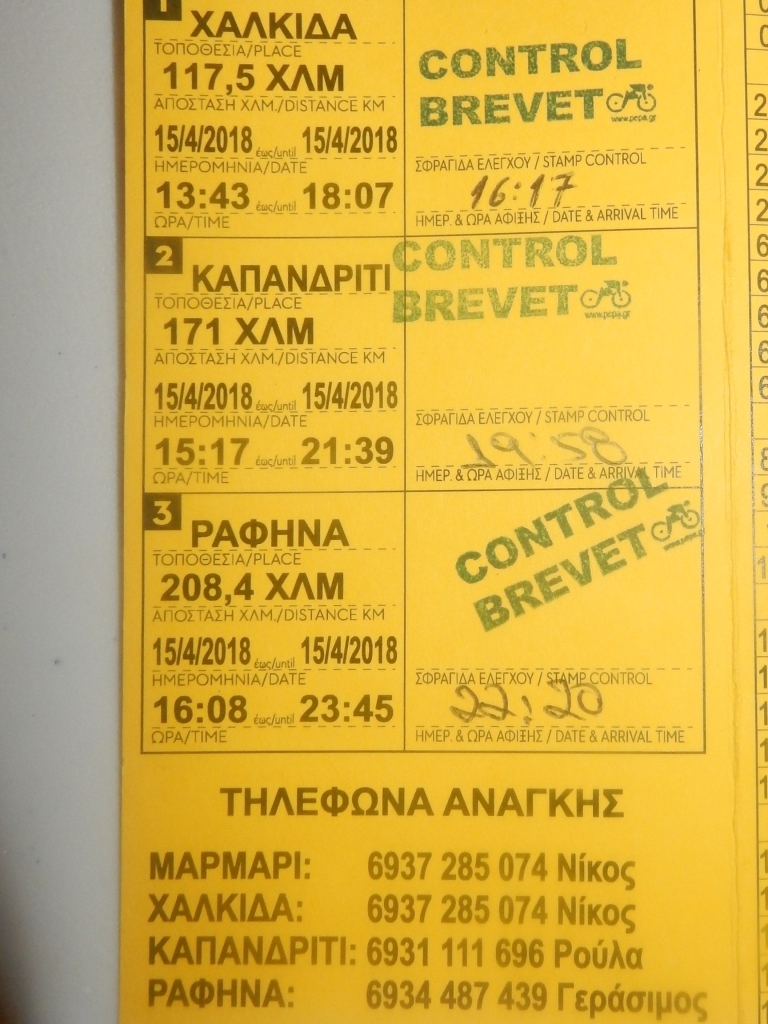 1
ΧΑΛΚΙΔΑ
ΤΟΠΟΘΕΣΙΑ/PLACE
117,5 ΧΛΜ
ΑΠΟΣΤΑΣΗ ΧΛΜ./DISTANCE KM
15/4/2018 έως/until 15/4/2018
ΗΜΕΡΟΜΗΝΙΑ/DATE
13:43 έως/until 18:07
ΩΡΑ/TIME
CONTROL
BREVET
www.pepa.gr
ΣΦΡΑΓΙΔΑ ΕΛΕΓΧΟΥ / STAMP CONTROL
16:17
ΗΜΕΡ. & ΩΡΑ ΑΦΙΞΗΣ / DATE & ARRIVAL TIME
2
ΚΑΠΑΝΔΡΙΤΙ
ΤΟΠΟΘΕΣΙΑ/PLACE
171 ΧΛΜ
ΑΠΟΣΤΑΣΗ ΧΛΜ./DISTANCE KM
15/4/2018 έως/until 15/4/2018
ΗΜΕΡΟΜΗΝΙΑ/DATE
15:17 έως/until 21:39
ΩΡΑ/TIME
CONTROL
BREVET
www.pepa.gr
ΣΦΡΑΓΙΔΑ ΕΛΕΓΧΟΥ / STAMP CONTROL
19:58
ΗΜΕΡ. & ΩΡΑ ΑΦΙΞΗΣ / DATE & ARRIVAL TIME
3
ΡΑΦΗΝΑ
ΤΟΠΟΘΕΣΙΑ/PLACE
208,4 ΧΛΜ
ΑΠΟΣΤΑΣΗ ΧΛΜ./DISTANCE KM
15/4/2018 έως/until 15/4/2018
ΗΜΕΡΟΜΗΝΙΑ/DATE
16:08 έως/until 23:45
ΩΡΑ/TIME
CONTROL
BREVET
ΣΦΡΑΓΙΔΑ ΕΛΕΓΧΟΥ / STAMP CONTROL
22:20
ΗΜΕΡ. & ΩΡΑ ΑΦΙΞΗΣ / DATE & ARRIVAL TIME
ΤΗΛΕΦΩΝΑ ΑΝΑΓΚΗΣ
ΜΑΡΜΑΡΙ: 6937 285 074 Νίκος
ΧΑΛΚΙΔΑ: 6937 285 074 Νίκος
ΚΑΠΑΝΔΡΙΤΙ: 6931 111 696 Ρούλα
ΡΑΦΗΝΑ: 6934 487 439 Γεράσιμος